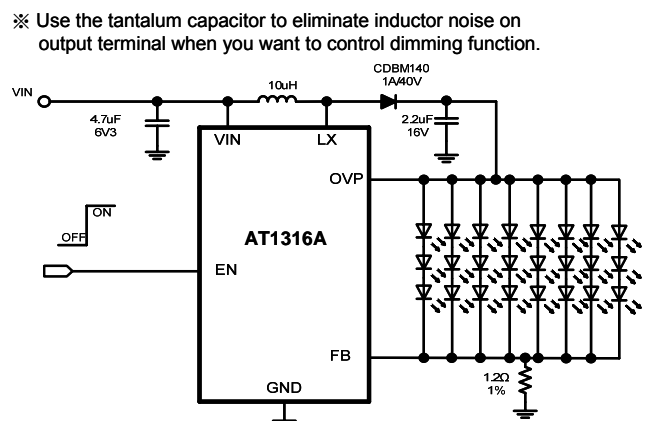 ※ Use the tantalum capacitor to eliminate inductor noise on
output terminal when you want to control dimming function.
CDBM140
1A/40V
10uH
VIN
4.7uF
6V3
2.2uF
16V
VIN
LX
OVP
ON
OFF
AT1316A
EN
FB
1.2Ω
1%
GND